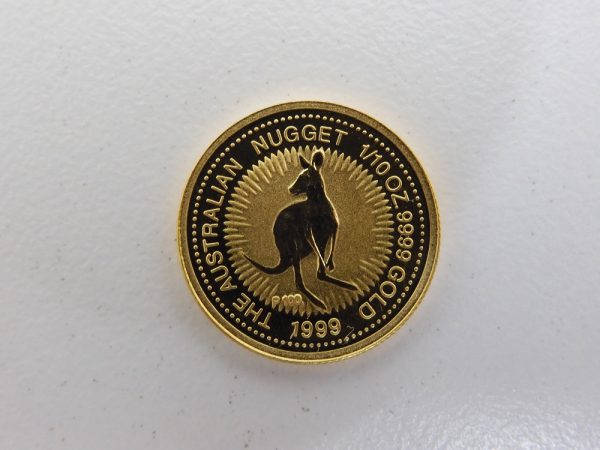 THE AUSTRALIAN NUGGET 1/10 OZ 9999 GOLD
P100
1999